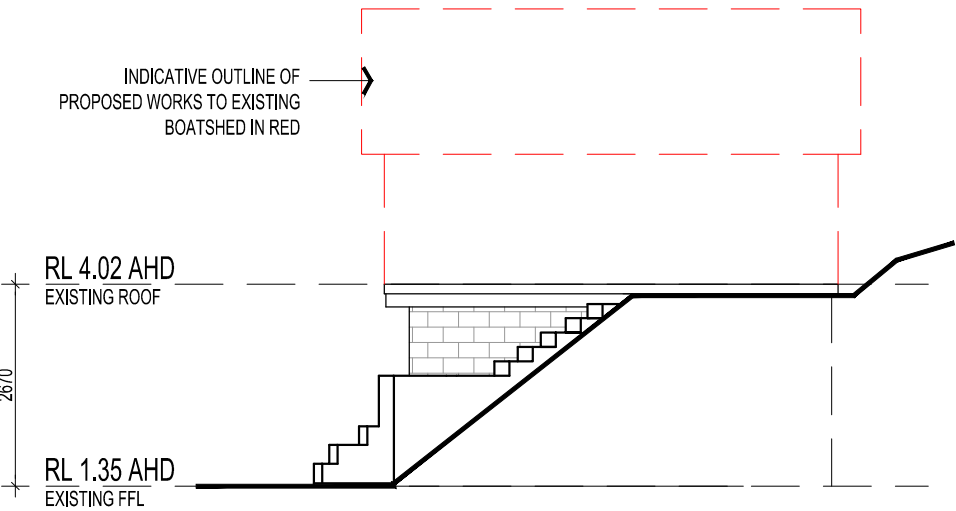 INDICATIVE OUTLINE OF
PROPOSED WORKS TO EXISTING
BOATSHED IN RED
RL 4.02 AHD
EXISTING ROOF
2670
RL 1.35 AHD
EXISTING FFL